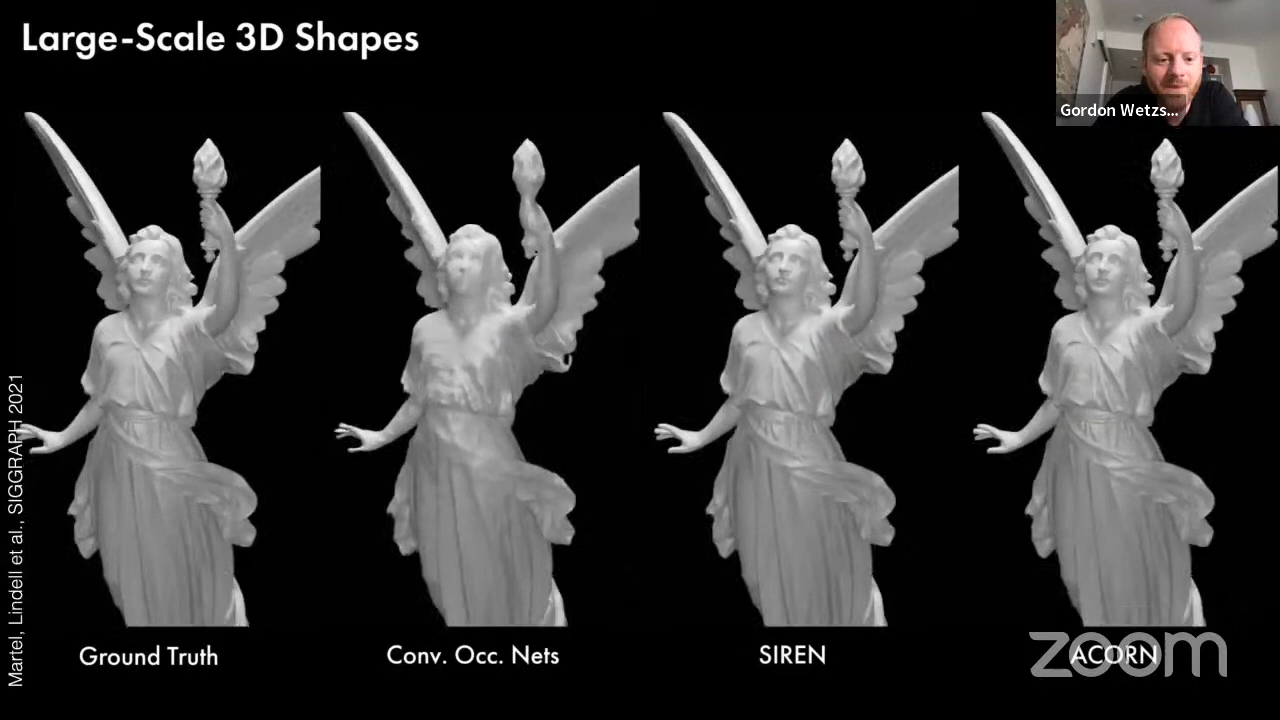 Large-Scale 3D Shapes
Gordon Wetzs...
Martel, Lindell et al., SIGGRAPH 2021
Ground Truth
Conv. Occ. Nets
SIREN
ACORN
zoom